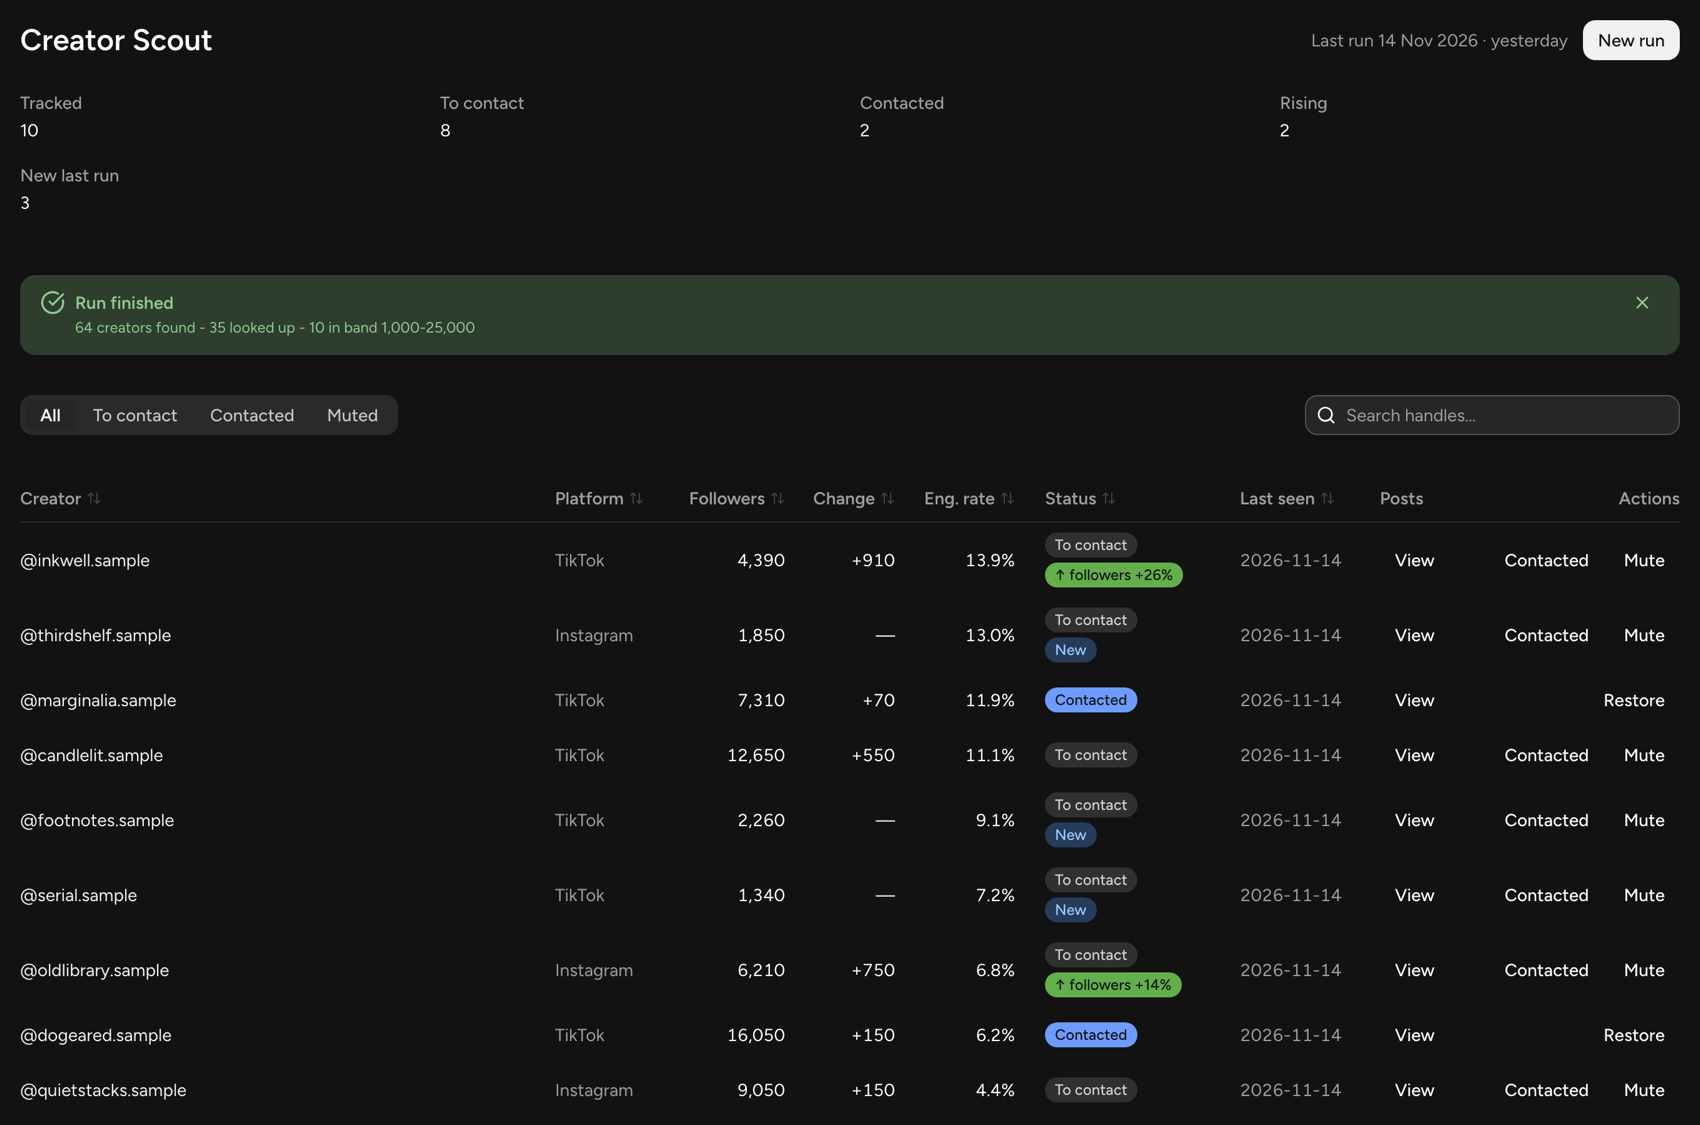 Creator Scout
Last run 14 Nov 2026 · yesterday
New run
Tracked To contact Contacted Rising
10 8 2 2
New last run
3
Run finished
64 creators found - 35 looked up - 10 in band 1,000-25,000
All To contact Contacted Muted
Search handles...
Creator Platform Followers Change Eng. rate Status Last seen Posts Actions
@inkwell.sample TikTok 4,390 +910 13.9% To contact ↑ followers +26% 2026-11-14 View Contacted Mute
@thirdshelf.sample Instagram 1,850 — 13.0% To contact New 2026-11-14 View Contacted Mute
@marginalia.sample TikTok 7,310 +70 11.9% Contacted 2026-11-14 View Restore
@candlelit.sample TikTok 12,650 +550 11.1% To contact 2026-11-14 View Contacted Mute
@footnotes.sample TikTok 2,260 — 9.1% To contact New 2026-11-14 View Contacted Mute
@serial.sample TikTok 1,340 — 7.2% To contact New 2026-11-14 View Contacted Mute
@oldlibrary.sample Instagram 6,210 +750 6.8% To contact ↑ followers +14% 2026-11-14 View Contacted Mute
@dogeared.sample TikTok 16,050 +150 6.2% Contacted 2026-11-14 View Restore
@quietstacks.sample Instagram 9,050 +150 4.4% To contact 2026-11-14 View Contacted Mute